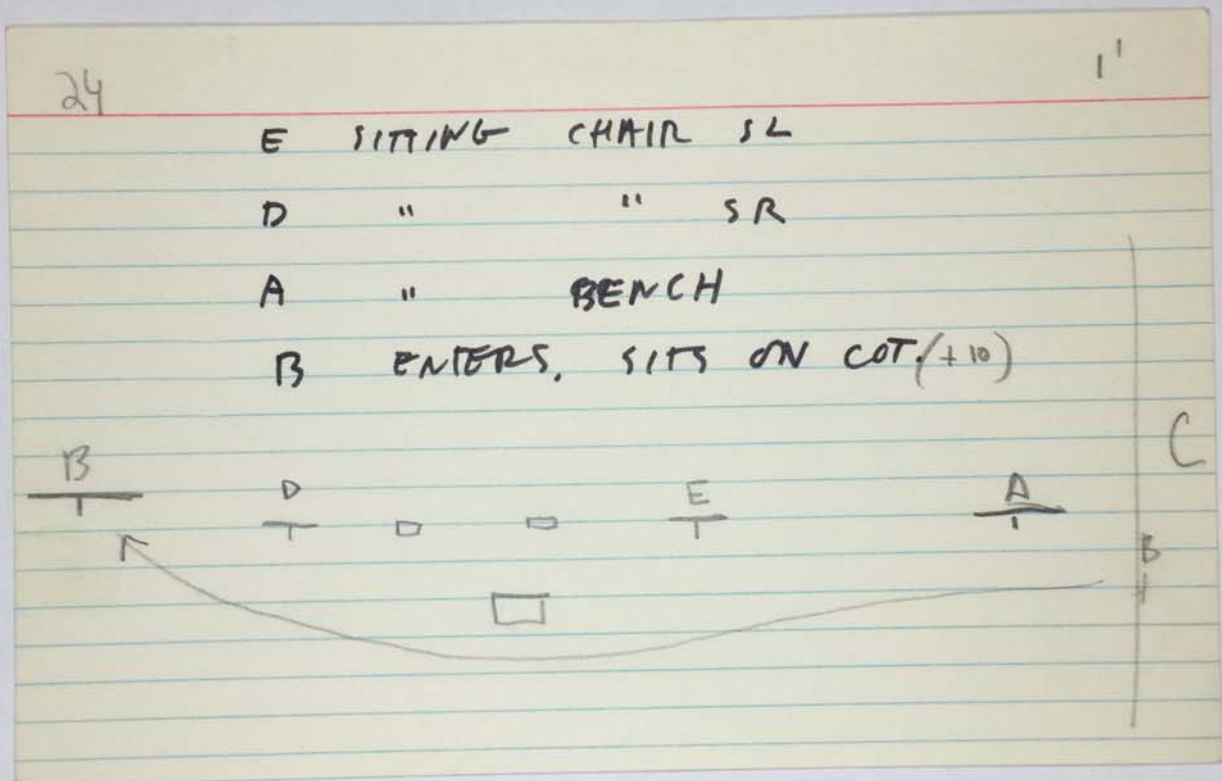 24 1'
E SITTING CHAIR SL
D " " SR
A " BENCH
B ENTERS, SITS ON COT. (+10)
C
B D E A
B